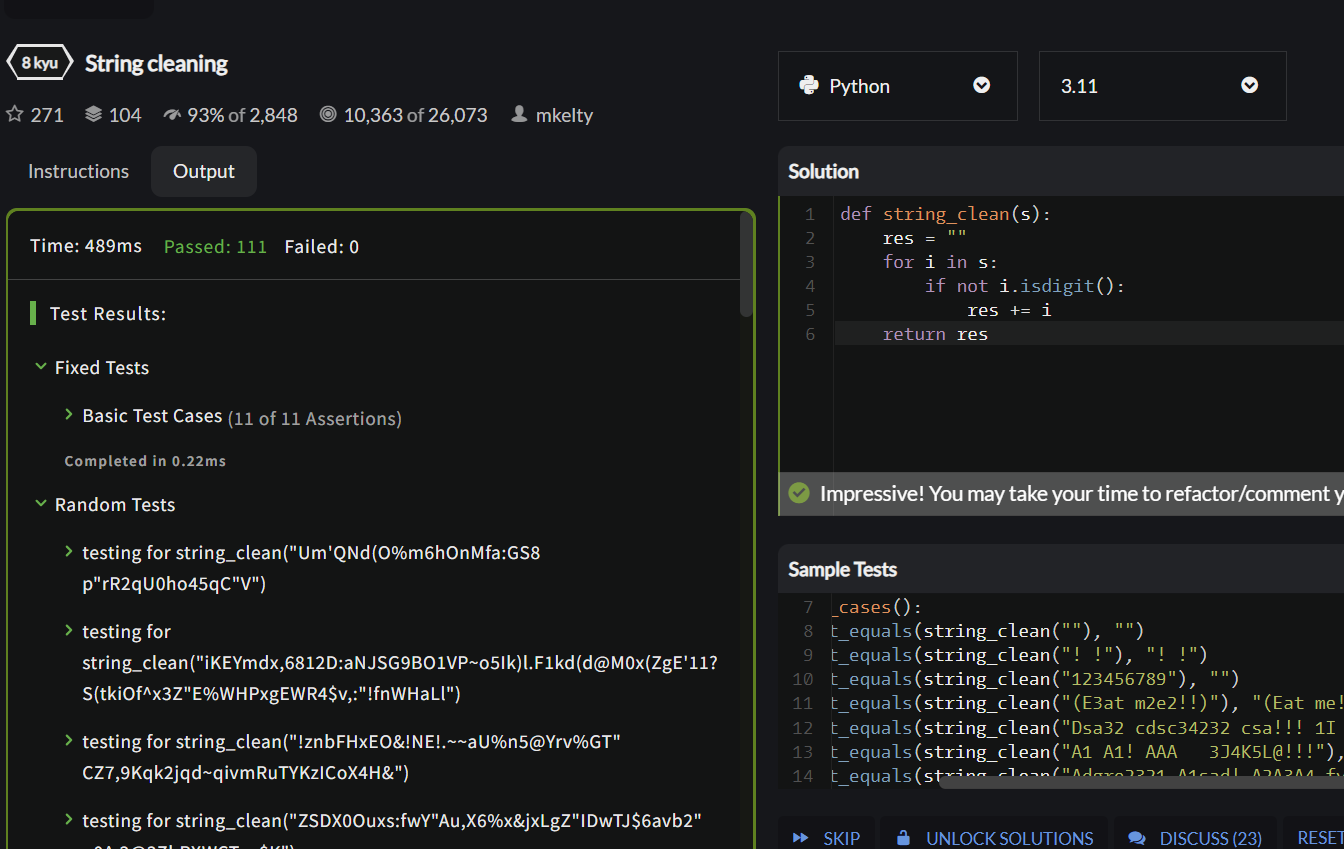 8 kyu String cleaning
271 104 93% of 2,848 10,363 of 26,073 mkelty
Instructions Output
Time: 489ms Passed: 111 Failed: 0
Test Results:
Fixed Tests
Basic Test Cases (11 of 11 Assertions)
Completed in 0.22ms
Random Tests
testing for string_clean("Um'QNd(O%m6hOnMfa:GS8
p"rR2qU0ho45qC"V")
testing for
string_clean("iKEYmdx,6812D:aNJSG9BO1VP~o5Ik)l.F1kd(d@M0x(ZgE'11?
S(tkiOf^x3Z"E%WHPxgEWR4$v,:"!fnWHaLl")
testing for string_clean("!znbFHxEO&!NE!.~~aU%n5@Yrv%GT"
CZ7,9Kqk2jqd~qivmRuTYKzICoX4H&")
testing for string_clean("ZSDX0Ouxs:fwY"Au,X6%x&jxLgZ"IDwTJ$6avb2"
Python
3.11
Solution
1 def string_clean(s):
2 res = ""
3 for i in s:
4 if not i.isdigit():
5 res += i
6 return res
Impressive! You may take your time to refactor/comment y
Sample Tests
7 _cases():
8 t_equals(string_clean(""), "")
9 t_equals(string_clean("! !"), "! !")
10 t_equals(string_clean("123456789"), "")
11 t_equals(string_clean("(E3at m2e2!!)"), "(Eat me!
12 t_equals(string_clean("Dsa32 cdsc34232 csa!!! 1I
13 t_equals(string_clean("A1 A1! AAA   3J4K5L@!!!"),
14 t_equals(string_clean("Adgre2321 A1sad! A2A3A4 fv
SKIP UNLOCK SOLUTIONS DISCUSS (23) RESET